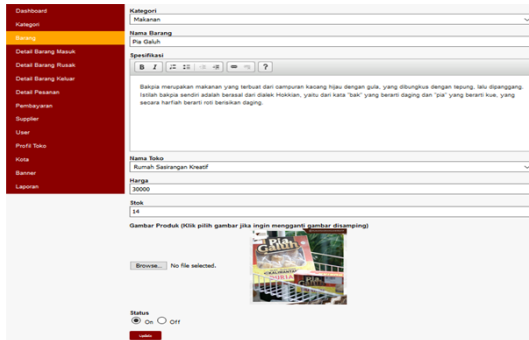 Dashboard
Kategori
Barang
Detail Barang Masuk
Detail Barang Rusak
Detail Barang Keluar
Detail Pesanan
Pembayaran
Supplier
User
Profil Toko
Kota
Banner
Laporan
Kategori
Makanan
Nama Barang
Pia Galuh
Spesifikasi
B I ?
Bakpia merupakan makanan yang terbuat dari campuran kacang hijau dengan gula, yang dibungkus dengan tepung, lalu dipanggang.
Istilah bakpia sendiri adalah berasal dari dialek Hokkian, yaitu dari kata "bak" yang berarti daging dan "pia" yang berarti kue, yang
secara harfiah berarti roti berisikan daging.
Nama Toko
Rumah Sasirangan Kreatif
Harga
30000
Stok
14
Gambar Produk (Klik pilih gambar jika ingin mengganti gambar disamping)
Browse... No file selected.
Pia
Galuh
DURIA
Status
On Off
Update